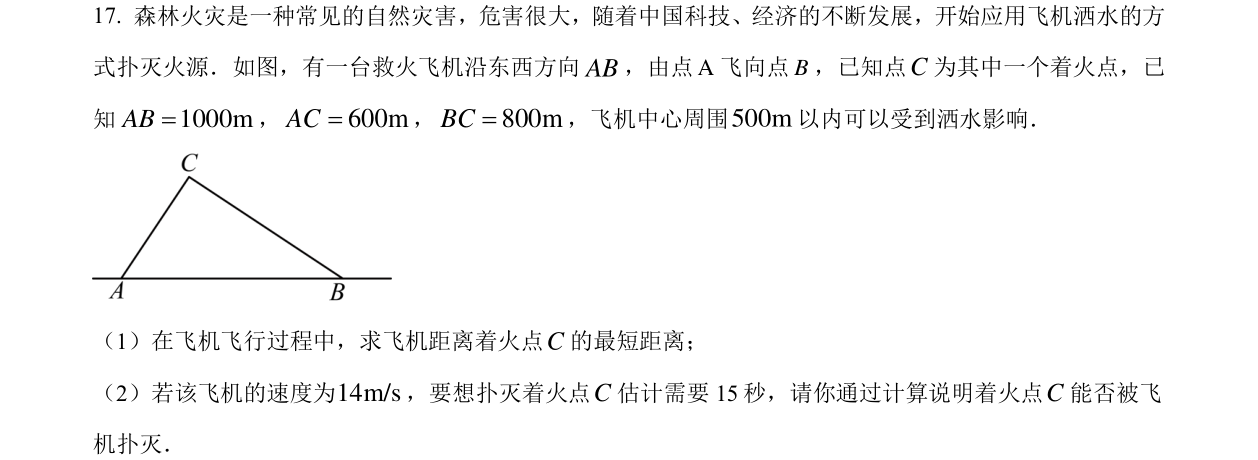 17. 森林火灾是一种常见的自然灾害，危害很大，随着中国科技、经济的不断发展，开始应用飞机洒水的方
式扑灭火源．如图，有一台救火飞机沿东西方向 AB，由点 A 飞向点 B，已知点 C 为其中一个着火点，已
知 AB =1000m， AC = 600m， BC = 800m，飞机中心周围500m 以内可以受到洒水影响．
C
A B
（1）在飞机飞行过程中，求飞机距离着火点 C 的最短距离；
（2）若该飞机的速度为14m/s，要想扑灭着火点 C 估计需要 15 秒，请你通过计算说明着火点 C 能否被飞
机扑灭．